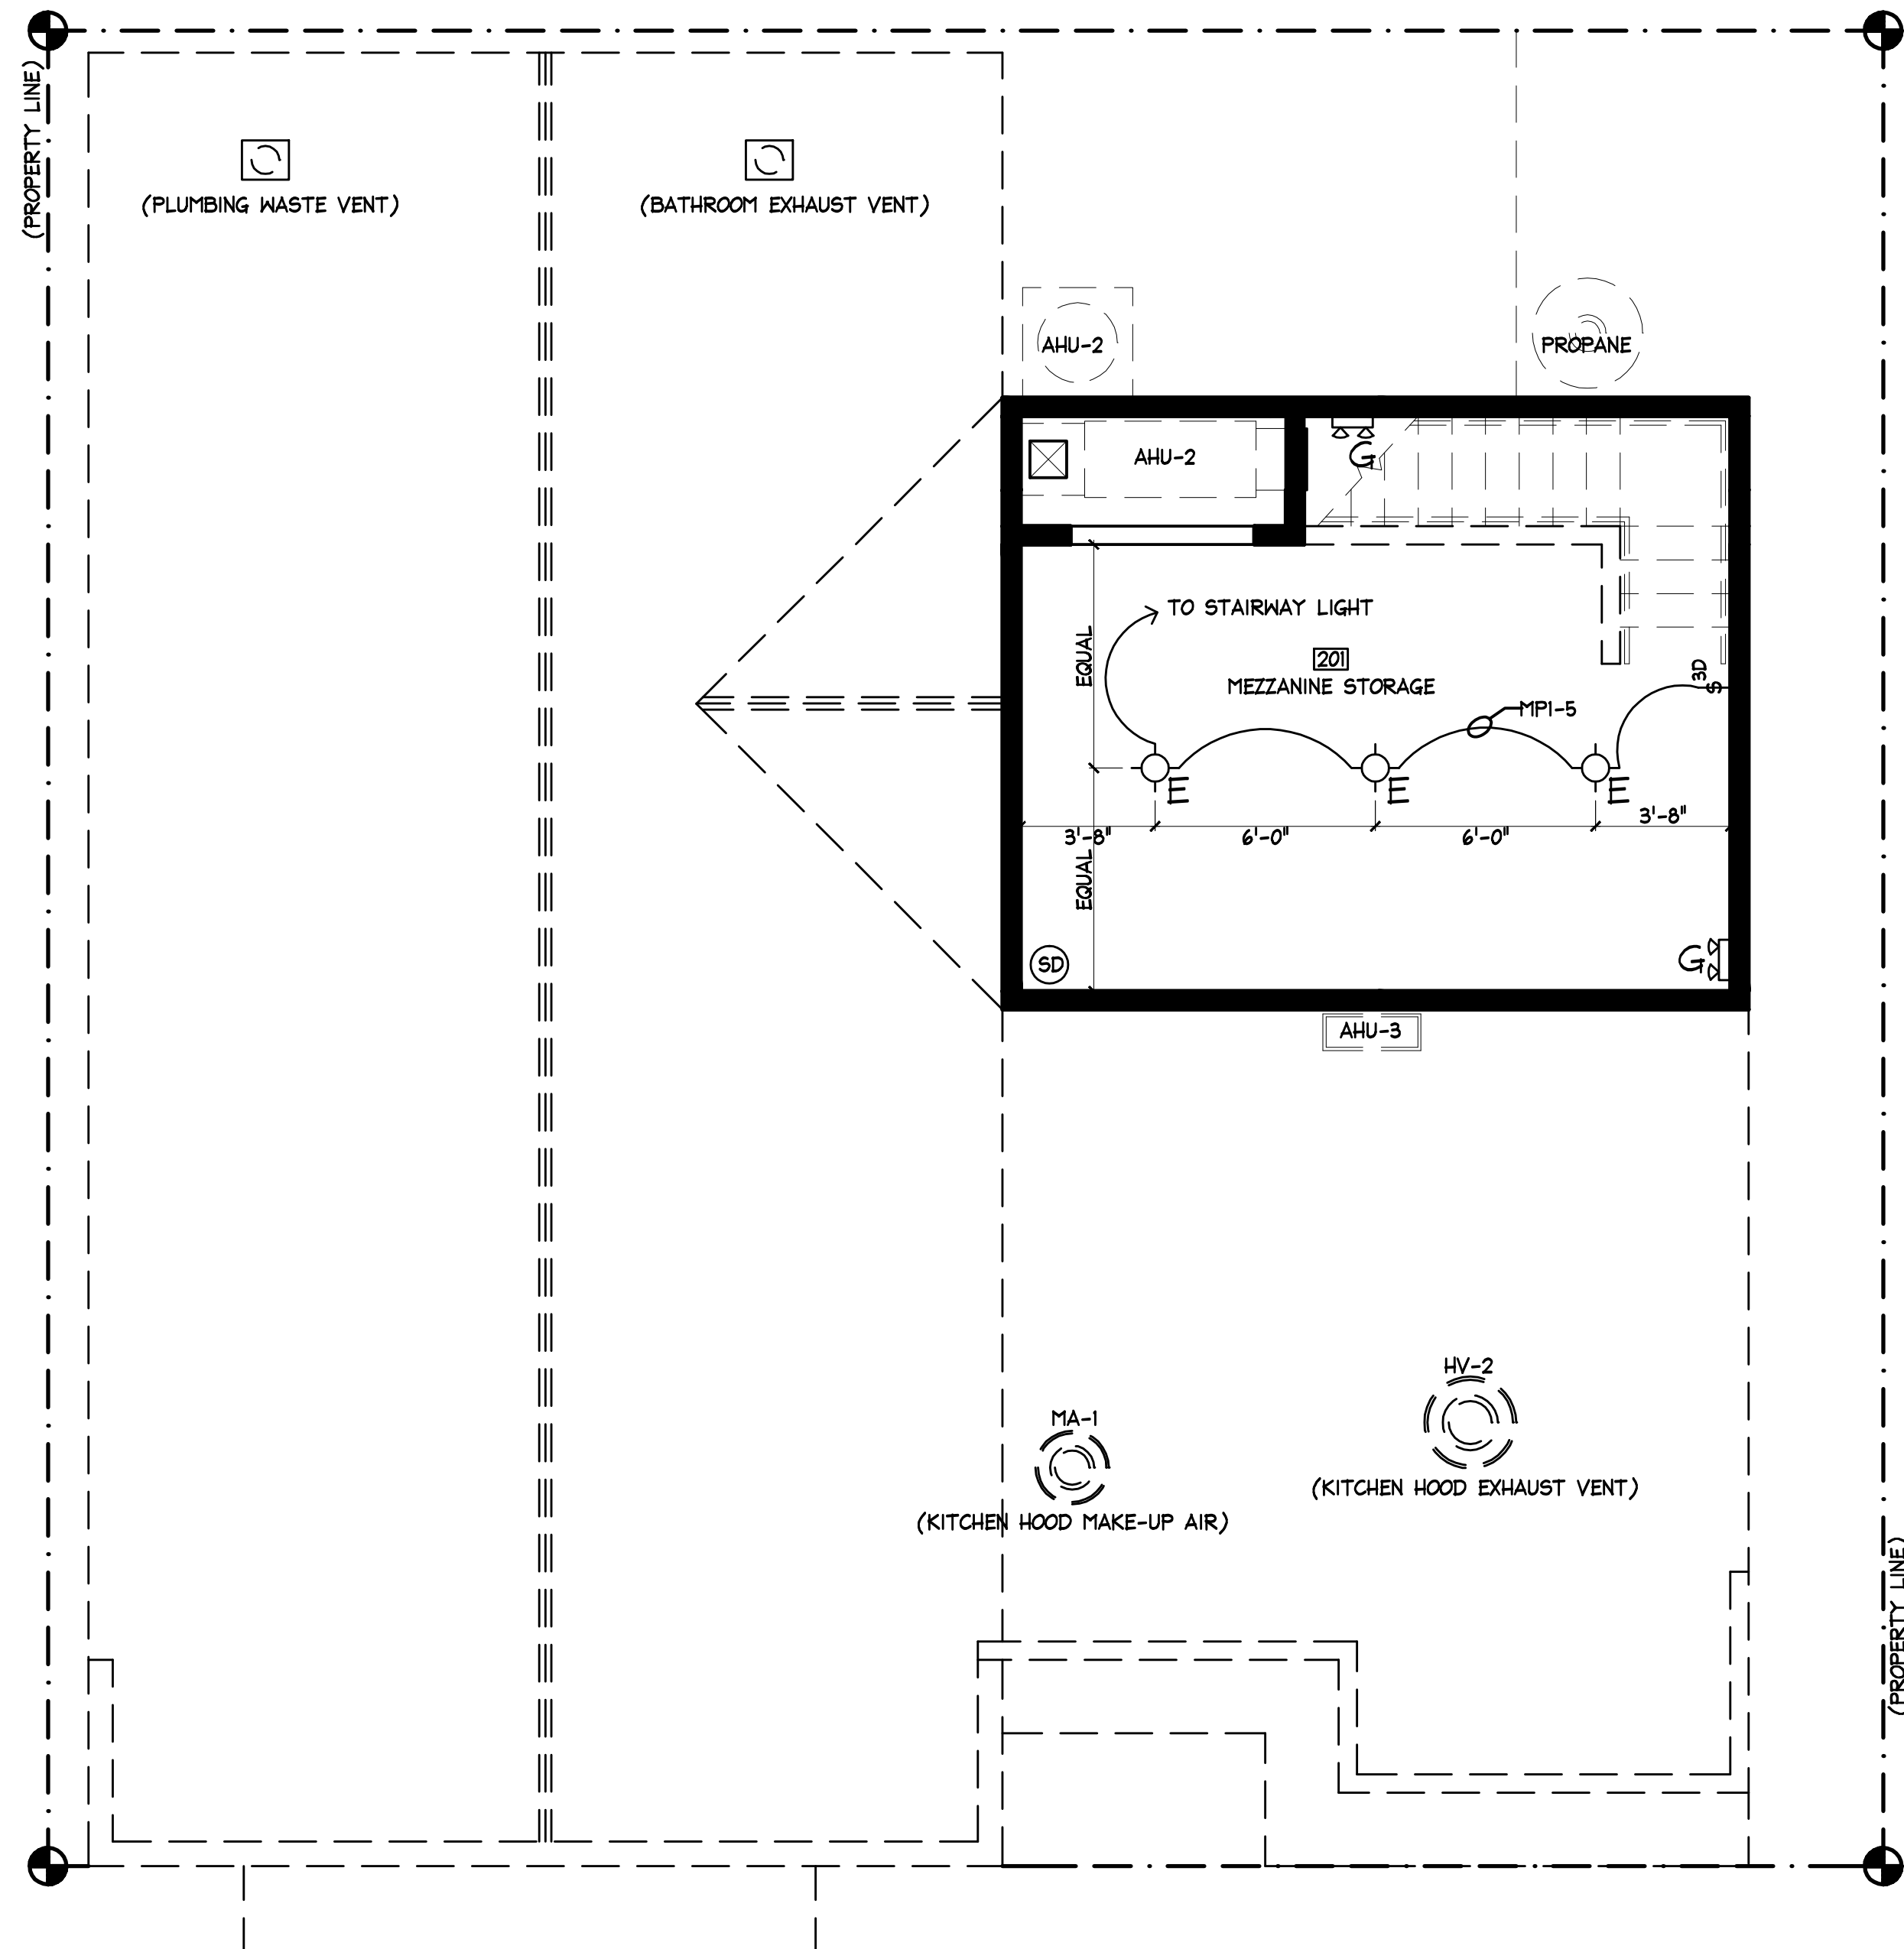 (PROPERTY LINE)
(PLUMBING WASTE VENT)
(BATHROOM EXHAUST VENT)
AHU-2
PROPANE
AHU-2
G
TO STAIRWAY LIGHT
EQUAL
201
MEZZANINE STORAGE
3D
S
MP1-5
E
E
E
3'-8"
6'-0"
6'-0"
3'-8"
EQUAL
SD
G
AHU-3
HV-2
(KITCHEN HOOD EXHAUST VENT)
MA-1
(KITCHEN HOOD MAKE-UP AIR)
(PROPERTY LINE)